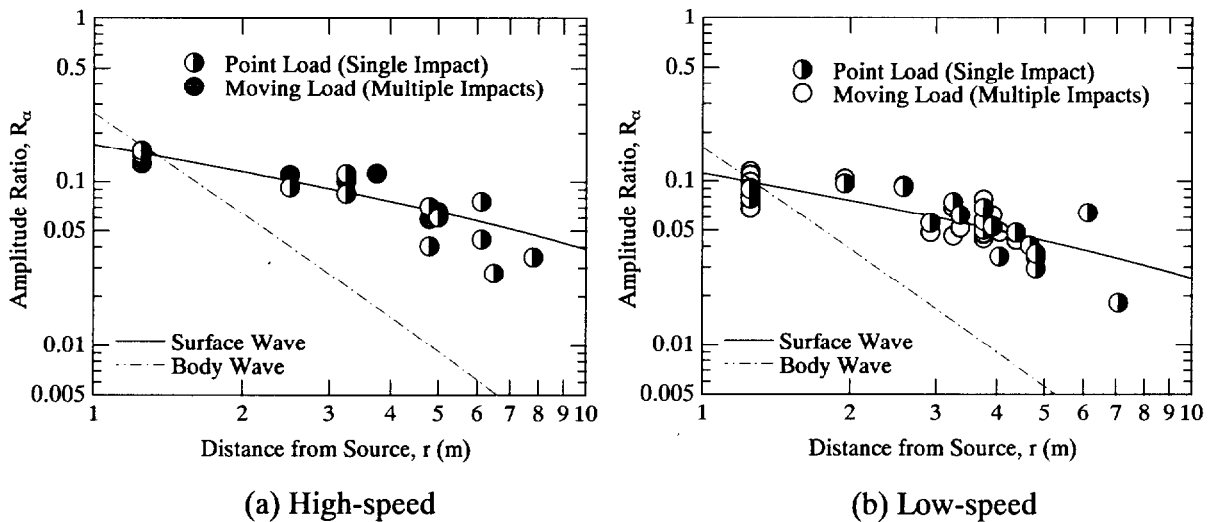 1
0.5
0.1
0.05
0.01
0.005
Amplitude Ratio, Rα
Point Load (Single Impact)
Moving Load (Multiple Impacts)
Surface Wave
Body Wave
1 2 3 4 5 6 7 8 9 10
Distance from Source, r (m)
(a) High-speed
1
0.5
0.1
0.05
0.01
0.005
Amplitude Ratio, Rα
Point Load (Single Impact)
Moving Load (Multiple Impacts)
Surface Wave
Body Wave
1 2 3 4 5 6 7 8 9 10
Distance from Source, r (m)
(b) Low-speed